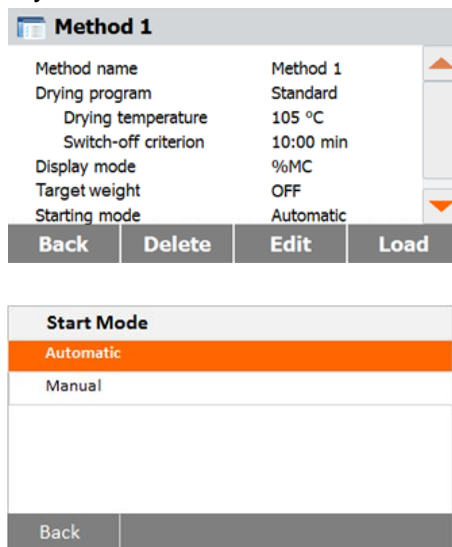 Method 1
Method name Method 1
Drying program Standard
Drying temperature 105 °C
Switch-off criterion 10:00 min
Display mode %MC
Target weight OFF
Starting mode Automatic
Back Delete Edit Load
Start Mode
Automatic
Manual
Back